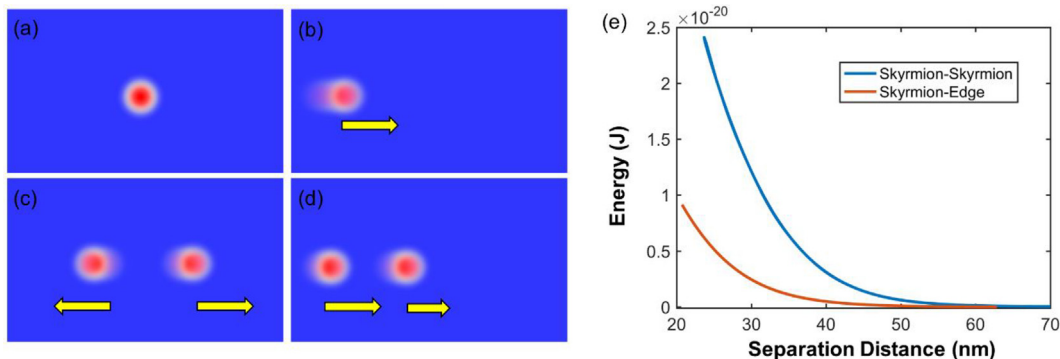 (a)
(b)
(c)
(d)
(e)
×10⁻²⁰
2.5
2
1.5
1
0.5
0
Energy (J)
Skyrmion-Skyrmion
Skyrmion-Edge
20 30 40 50 60 70
Separation Distance (nm)